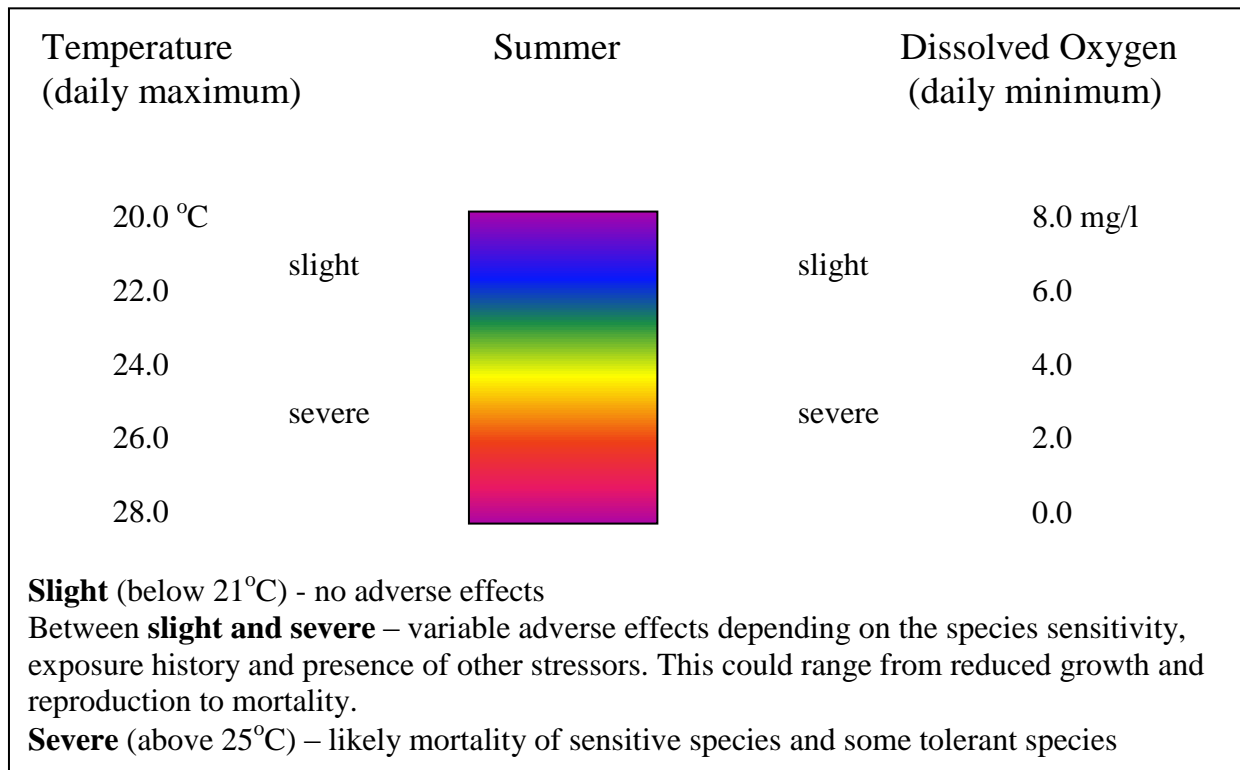 Temperature Summer Dissolved Oxygen
(daily maximum) (daily minimum)
20.0 °C 8.0 mg/l
slight slight
22.0 6.0
24.0 4.0
severe severe
26.0 2.0
28.0 0.0
Slight (below 21°C) - no adverse effects
Between slight and severe – variable adverse effects depending on the species sensitivity,
exposure history and presence of other stressors. This could range from reduced growth and
reproduction to mortality.
Severe (above 25°C) – likely mortality of sensitive species and some tolerant species